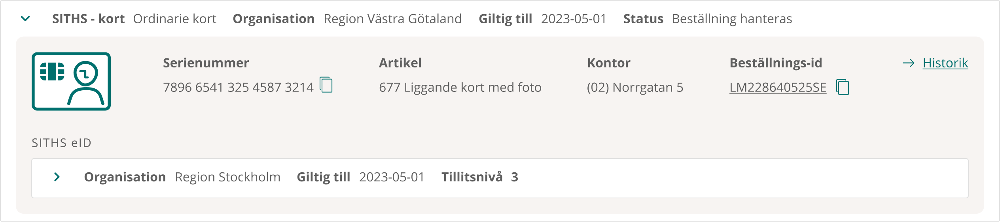 SITHS - kort Ordinarie kort Organisation Region Västra Götaland Giltig till 2023-05-01 Status Beställning hanteras
Serienummer Artikel Kontor Beställnings-id → Historik
7896 6541 325 4587 3214 677 Liggande kort med foto (02) Norrgatan 5 LM228640525SE
SITHS eID
Organisation Region Stockholm Giltig till 2023-05-01 Tillitsnivå 3